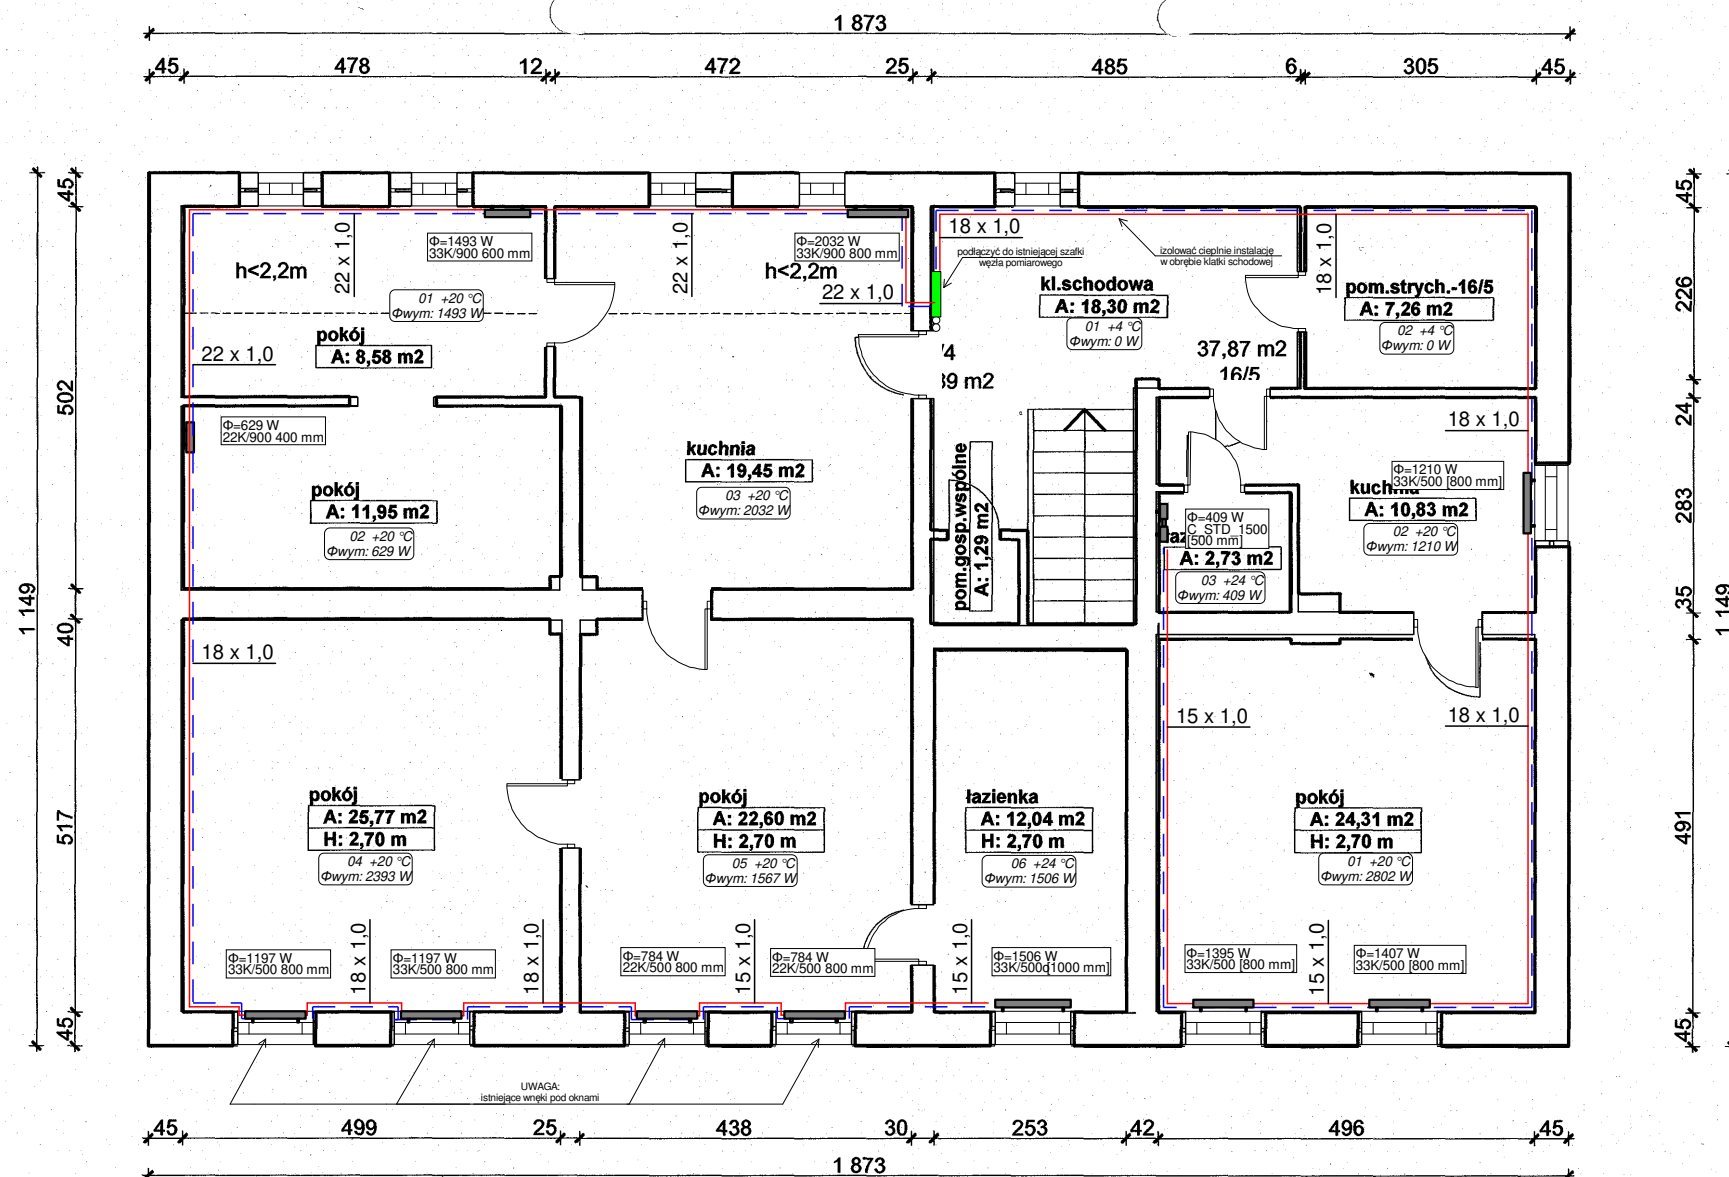 1 873
45 478 12 472 25 485 6 305 45
45
502
40
517
45
1 149
45
226
24
283
35
491
45
1 149
h<2,2m
22 x 1,0
Φ=1493 W
33K/900 600 mm
01 +20 °C
Φwym: 1493 W
pokój
A: 8,58 m2
22 x 1,0
22 x 1,0
Φ=2032 W
33K/900 800 mm
h<2,2m
22 x 1,0
18 x 1,0
podłączyć do istniejącej szafki
węzła pomiarowego
izolować cieplnie instalację
w obrębie klatki schodowej
kl.schodowa
A: 18,30 m2
01 +4 °C
Φwym: 0 W
18 x 1,0
pom.strych.-16/5
A: 7,26 m2
02 +4 °C
Φwym: 0 W
37,87 m2
16/5
/4
39 m2
Φ=629 W
22K/900 400 mm
pokój
A: 11,95 m2
02 +20 °C
Φwym: 629 W
kuchnia
A: 19,45 m2
03 +20 °C
Φwym: 2032 W
pom.gosp.wspólne
A: 1,29 m2
18 x 1,0
Φ=1210 W
33K/500 [800 mm]
kuchnia
A: 10,83 m2
02 +20 °C
Φwym: 1210 W
Φ=409 W
C_STD_1500
[500 mm]
łaz
A: 2,73 m2
03 +24 °C
Φwym: 409 W
18 x 1,0
15 x 1,0
18 x 1,0
pokój
A: 25,77 m2
H: 2,70 m
04 +20 °C
Φwym: 2393 W
pokój
A: 22,60 m2
H: 2,70 m
05 +20 °C
Φwym: 1567 W
łazienka
A: 12,04 m2
H: 2,70 m
06 +24 °C
Φwym: 1506 W
pokój
A: 24,31 m2
H: 2,70 m
01 +20 °C
Φwym: 2802 W
Φ=1197 W
33K/500 800 mm
18 x 1,0
Φ=1197 W
33K/500 800 mm
18 x 1,0
Φ=784 W
22K/500 800 mm
15 x 1,0
Φ=784 W
22K/500 800 mm
15 x 1,0
Φ=1506 W
33K/500[1000 mm]
Φ=1395 W
33K/500 [800 mm]
15 x 1,0
Φ=1407 W
33K/500 [800 mm]
UWAGA:
istniejące wnęki pod oknami
45 499 25 438 30 253 42 496 45
1 873